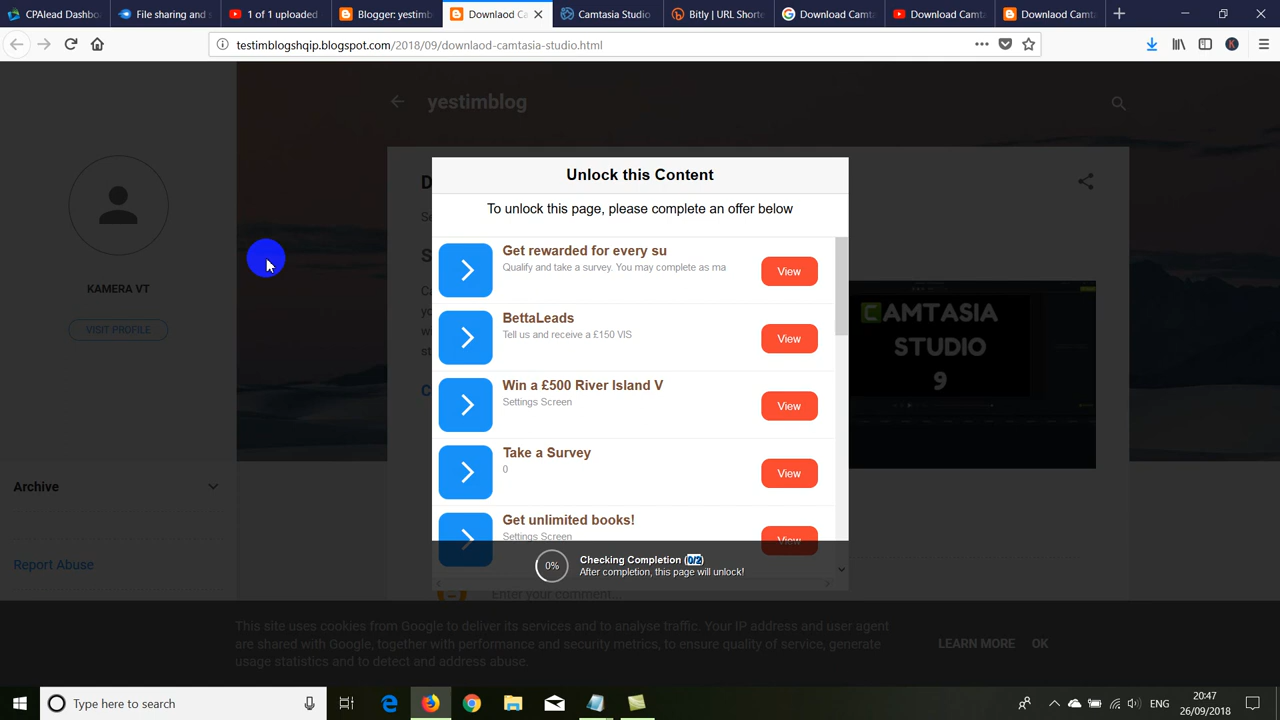 CPAlead Dashbo
File sharing and
1 of 1 uploaded
Blogger: yestimb
Downlaod Camt
Camtasia Studio
Bitly | URL Shorte
Download Camta
Download Camta
Downlaod Camta
testimblogshqip.blogspot.com/2018/09/downlaod-camtasia-studio.html
K
yestimblog
KAMERA VT
VISIT PROFILE
Archive
Report Abuse
Unlock this Content
To unlock this page, please complete an offer below
Get rewarded for every su
Qualify and take a survey. You may complete as ma
View
BettaLeads
Tell us and receive a £150 VIS
View
Win a £500 River Island V
Settings Screen
View
Take a Survey
0
View
Get unlimited books!
Settings Screen
View
0%
Checking Completion (0/2)
After completion, this page will unlock!
CAMTASIA
STUDIO
9
Enter your comment...
This site uses cookies from Google to deliver its services and to analyse traffic. Your IP address and user agent
are shared with Google, together with performance and security metrics, to ensure quality of service, generate
usage statistics and to detect and address abuse.
LEARN MORE
OK
Type here to search
ENG
20:47
26/09/2018